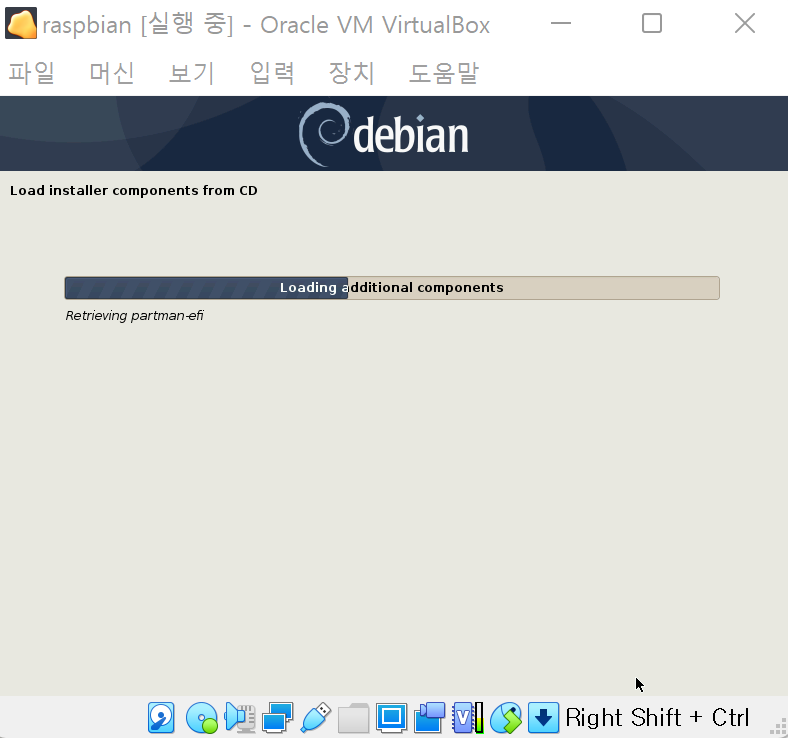 raspbian [실행 중] - Oracle VM VirtualBox
파일 머신 보기 입력 장치 도움말
debian
Load installer components from CD
Loading additional components
Retrieving partman-efi
Right Shift + Ctrl